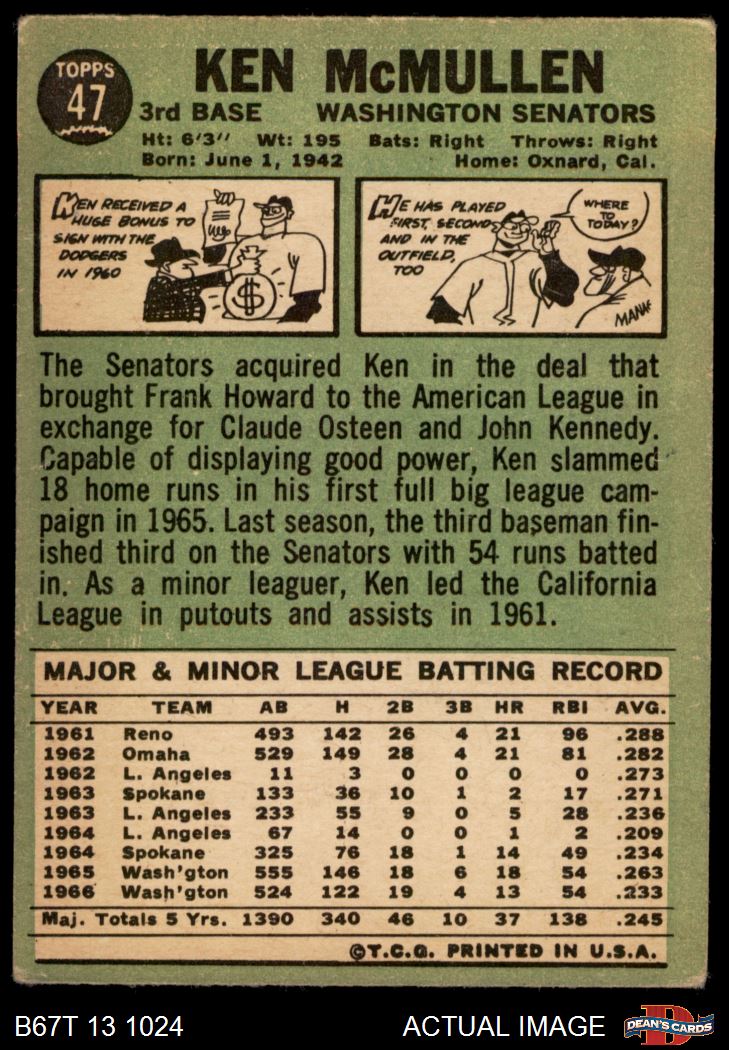 TOPPS
47
KEN McMULLEN
3rd BASE WASHINGTON SENATORS
Ht: 6'3" Wt: 195 Bats: Right Throws: Right
Born: June 1, 1942 Home: Oxnard, Cal.
KEN RECEIVED A
HUGE BONUS TO
SIGN WITH THE
DODGERS
IN 1960
$
HE HAS PLAYED
FIRST, SECOND
AND IN THE
OUTFIELD,
TOO
WHERE
TO
TODAY?
The Senators acquired Ken in the deal that
brought Frank Howard to the American League in
exchange for Claude Osteen and John Kennedy.
Capable of displaying good power, Ken slammed
18 home runs in his first full big league cam-
paign in 1965. Last season, the third baseman fin-
ished third on the Senators with 54 runs batted
in. As a minor leaguer, Ken led the California
League in putouts and assists in 1961.
MAJOR & MINOR LEAGUE BATTING RECORD
YEAR TEAM AB H 2B 3B HR RBI AVG.
1961 Reno 493 142 26 4 21 96 .288
1962 Omaha 529 149 28 4 21 81 .282
1962 L. Angeles 11 3 0 0 0 0 .273
1963 Spokane 133 36 10 1 2 17 .271
1963 L. Angeles 233 55 9 0 5 28 .236
1964 L. Angeles 67 14 0 0 1 2 .209
1964 Spokane 325 76 18 1 14 49 .234
1965 Wash'gton 555 146 18 6 18 54 .263
1966 Wash'gton 524 122 19 4 13 54 .233
Maj. Totals 5 Yrs. 1390 340 46 10 37 138 .245
©T.C.G. PRINTED IN U.S.A.
B67T 13 1024 ACTUAL IMAGE
DEAN'S CARDS